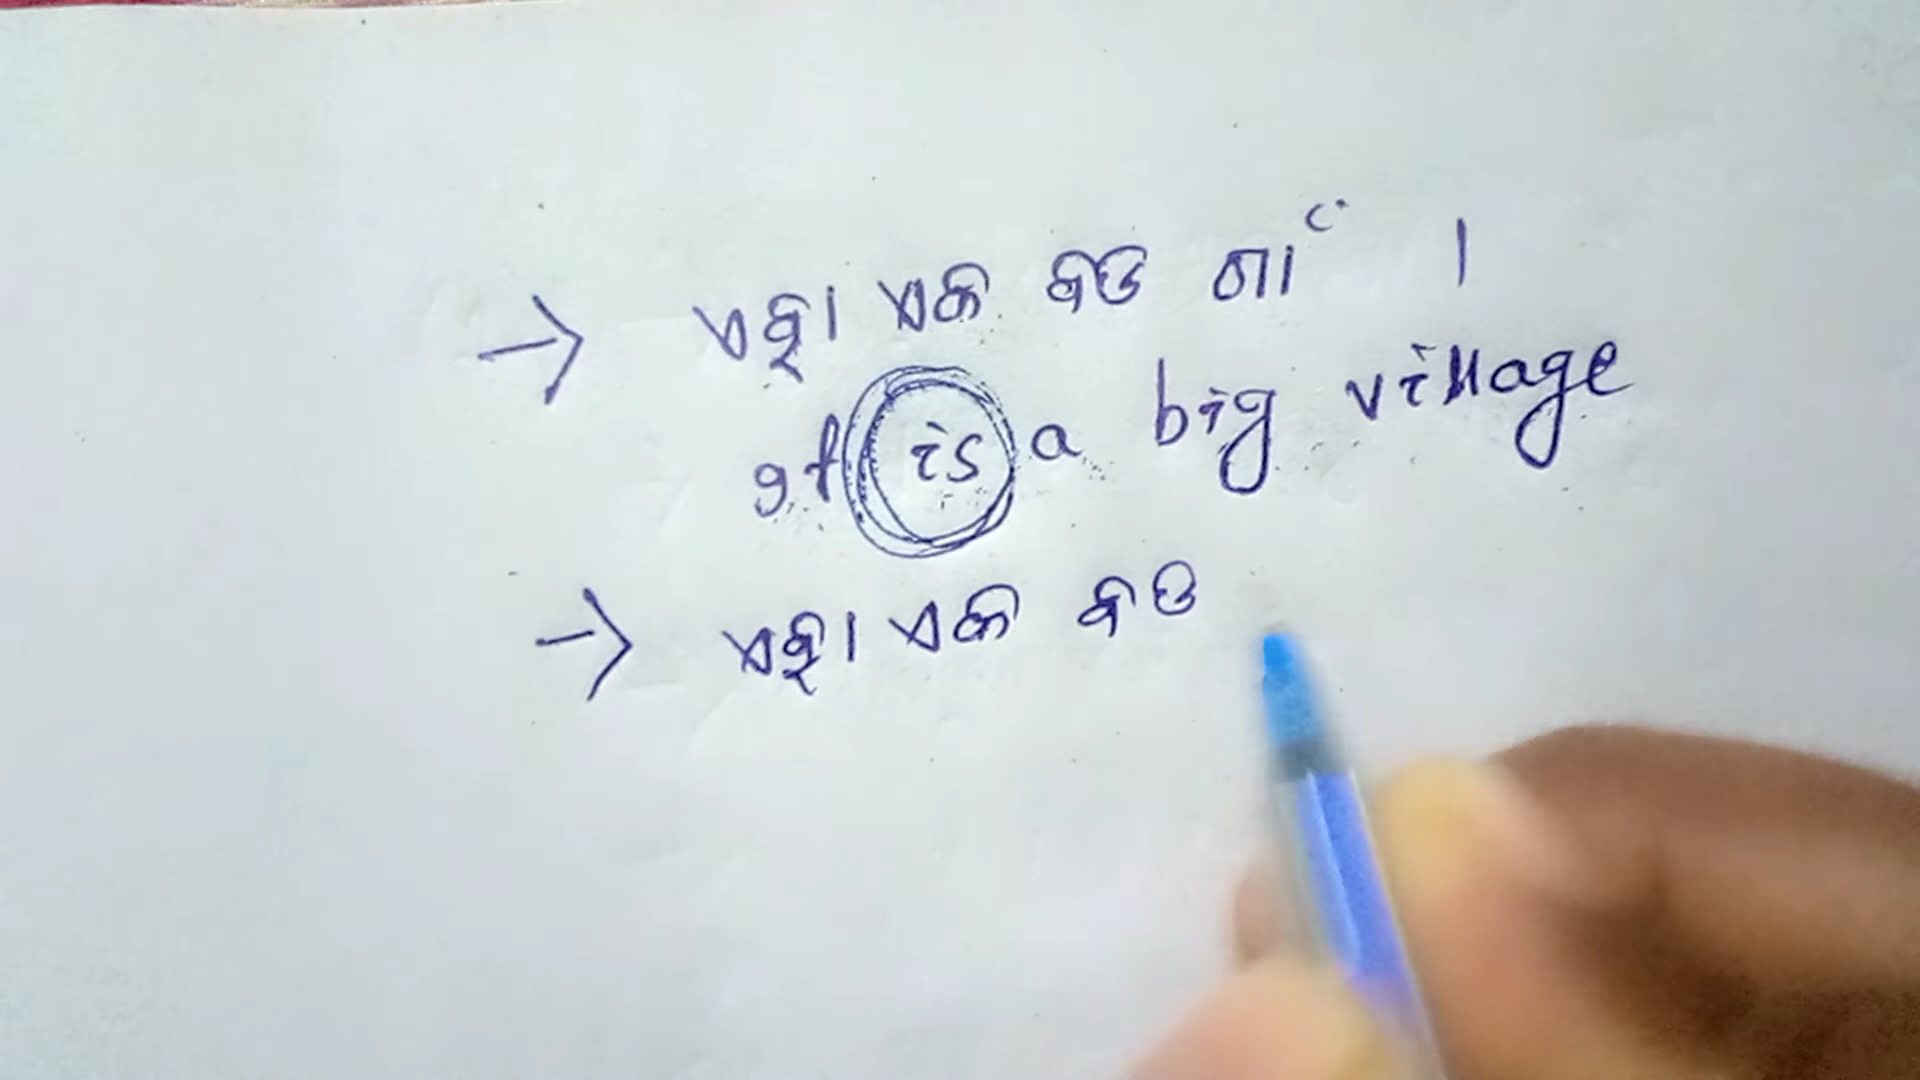 → ଏହା ଏକ ବଡ ଗାଁ ।
It is a big village
→ ଏହା ଏକ ବଡ